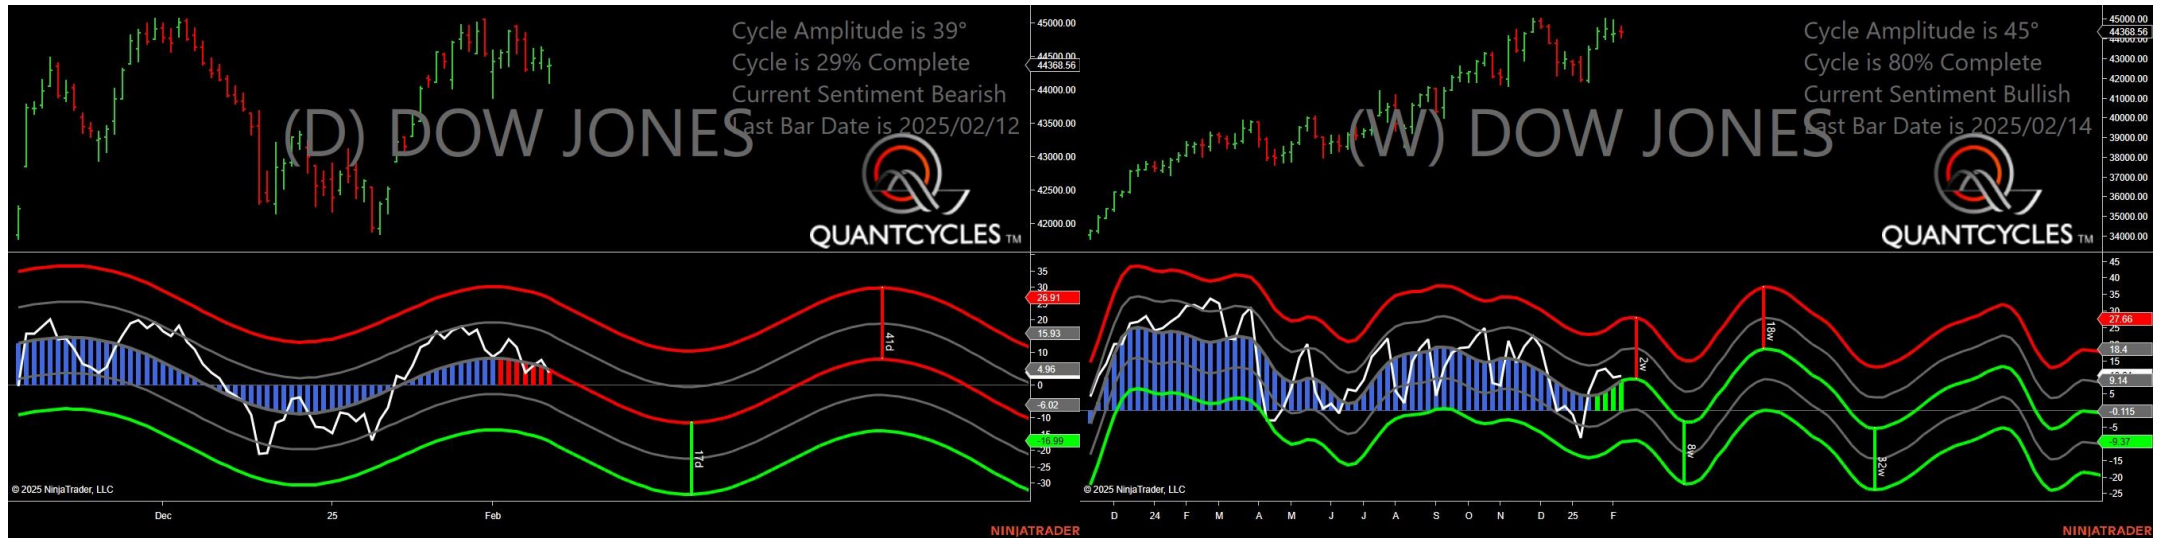 Cycle Amplitude is 39°
Cycle is 29% Complete
Current Sentiment Bearish
Last Bar Date is 2025/02/12
(D) DOW JONES
QUANTCYCLES TM
45000.00
44500.00
44368.56
44000.00
43500.00
43000.00
42500.00
42000.00
35
30
26.91
25
20
15.93
10
4.96
0
-6.02
-10
-15
-16.99
-20
-25
-30
41d
17d
© 2025 NinjaTrader, LLC
Dec
25
Feb
NINJATRADER
Cycle Amplitude is 45°
Cycle is 80% Complete
Current Sentiment Bullish
Last Bar Date is 2025/02/14
(W) DOW JONES
QUANTCYCLES TM
45000.00
44368.56
44000.00
43000.00
42000.00
41000.00
40000.00
39000.00
38000.00
37000.00
36000.00
35000.00
34000.00
45
40
35
30
27.66
25
20
18.4
15
9.14
5
-0.115
-5
-9.37
-15
-20
-25
2w
18w
8w
32w
© 2025 NinjaTrader, LLC
D
24
F
M
A
M
J
J
A
S
O
N
D
25
F
NINJATRADER